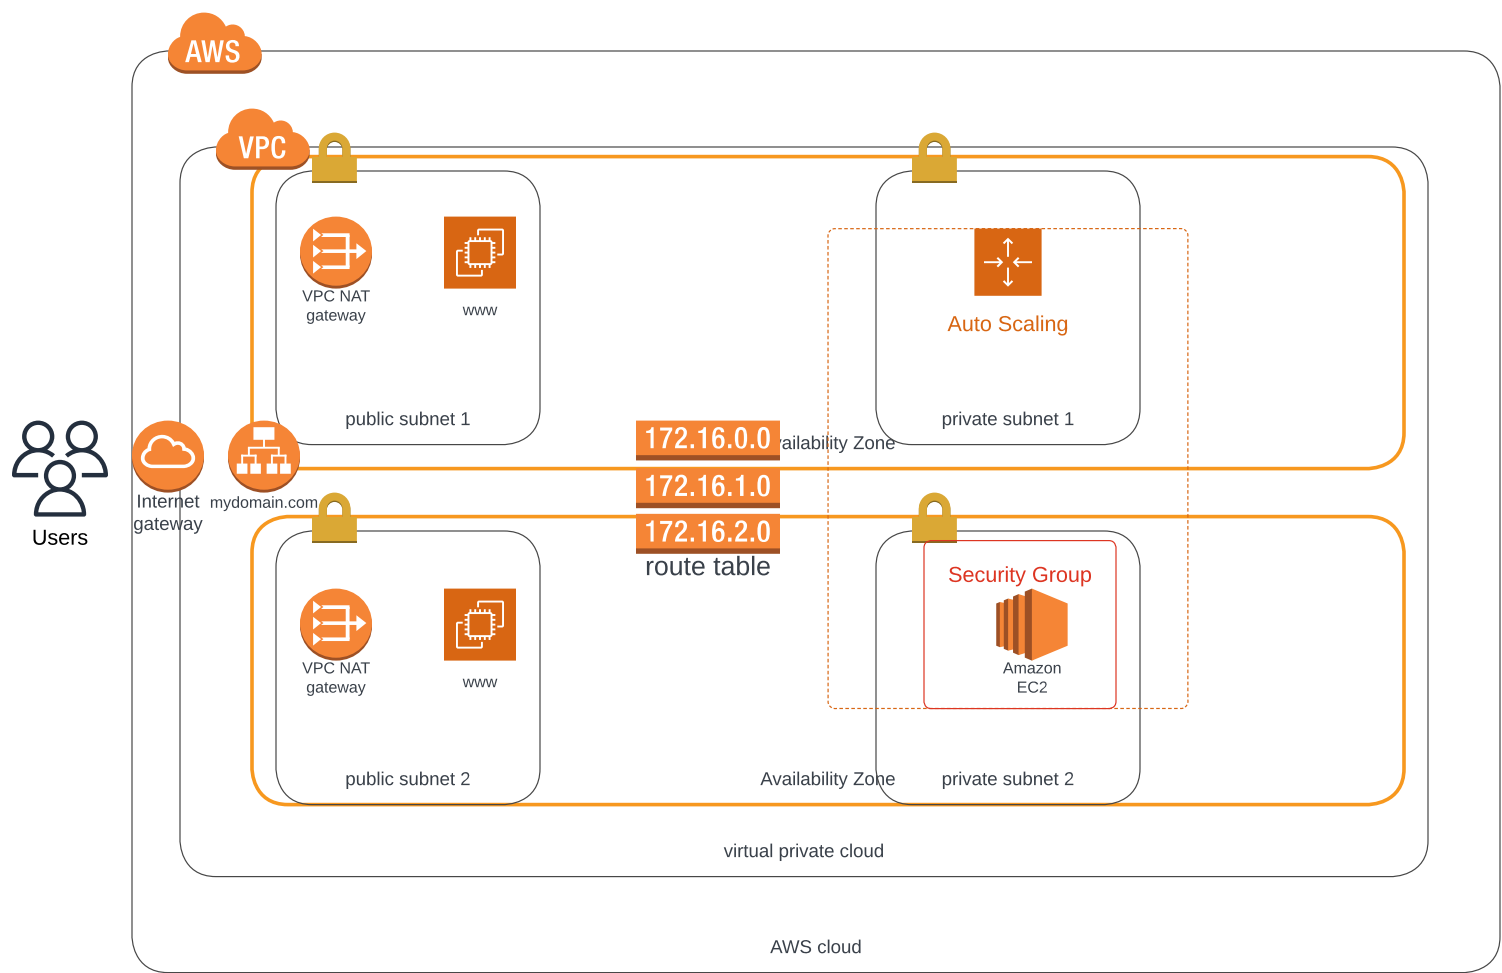 AWS
VPC
VPC NAT
gateway
www
Auto Scaling
public subnet 1
private subnet 1
172.16.0.0
vailability Zone
172.16.1.0
172.16.2.0
route table
Users
Internet
gateway
mydomain.com
Security Group
VPC NAT
gateway
www
Amazon
EC2
public subnet 2
Availability Zone
private subnet 2
virtual private cloud
AWS cloud